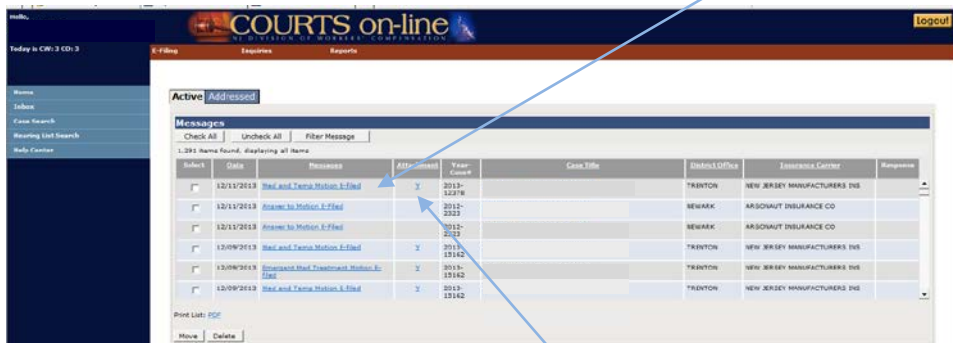 Hello,
COURTS on-line
NJ DIVISION OF WORKERS' COMPENSATION
Logout
Today is CW: 3 CD: 3
E-Filing Inquiries Reports
Home
Inbox
Case Search
Hearing List Search
Help Center
Active Addressed
Messages
Check All Uncheck All Filter Message
1,291 items found, displaying all items
Select Date Messages Attachment Year-Case# Case Title District Office Insurance Carrier Response
12/11/2013 Med and Temp Motion E-filed Y 2013-12378 TRENTON NEW JERSEY MANUFACTURERS INS
12/11/2013 Answer to Motion E-Filed 2012-2323 NEWARK ARGONAUT INSURANCE CO
12/11/2013 Answer to Motion E-Filed 2012-2323 NEWARK ARGONAUT INSURANCE CO
12/09/2013 Med and Temp Motion E-filed Y 2013-15162 TRENTON NEW JERSEY MANUFACTURERS INS
12/09/2013 Emergent Med Treatment Motion E-filed Y 2013-15162 TRENTON NEW JERSEY MANUFACTURERS INS
12/09/2013 Med and Temp Motion E-filed Y 2013-15162 TRENTON NEW JERSEY MANUFACTURERS INS
Print List: PDF
Move Delete